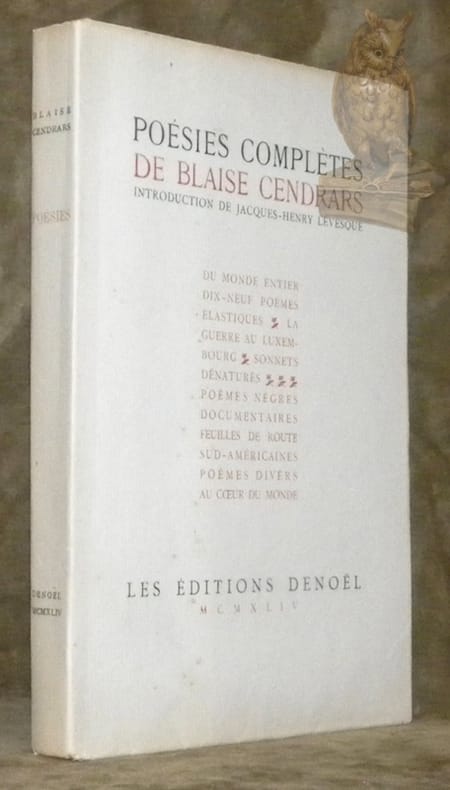 BLAISE
CENDRARS
POÉSIES
DENOËL
MCMXLIV
POÉSIES COMPLÈTES
DE BLAISE CENDRARS
INTRODUCTION DE JACQUES-HENRY LÉVESQUE
DU MONDE ENTIER
DIX-NEUF POÈMES
ÉLASTIQUES LA
GUERRE AU LUXEM-
BOURG SONNETS
DÉNATURÉS
POÈMES NÈGRES
DOCUMENTAIRES
FEUILLES DE ROUTE
SUD-AMÉRICAINES
POÈMES DIVERS
AU CŒUR DU MONDE
LES ÉDITIONS DENOËL
MCMXLIV